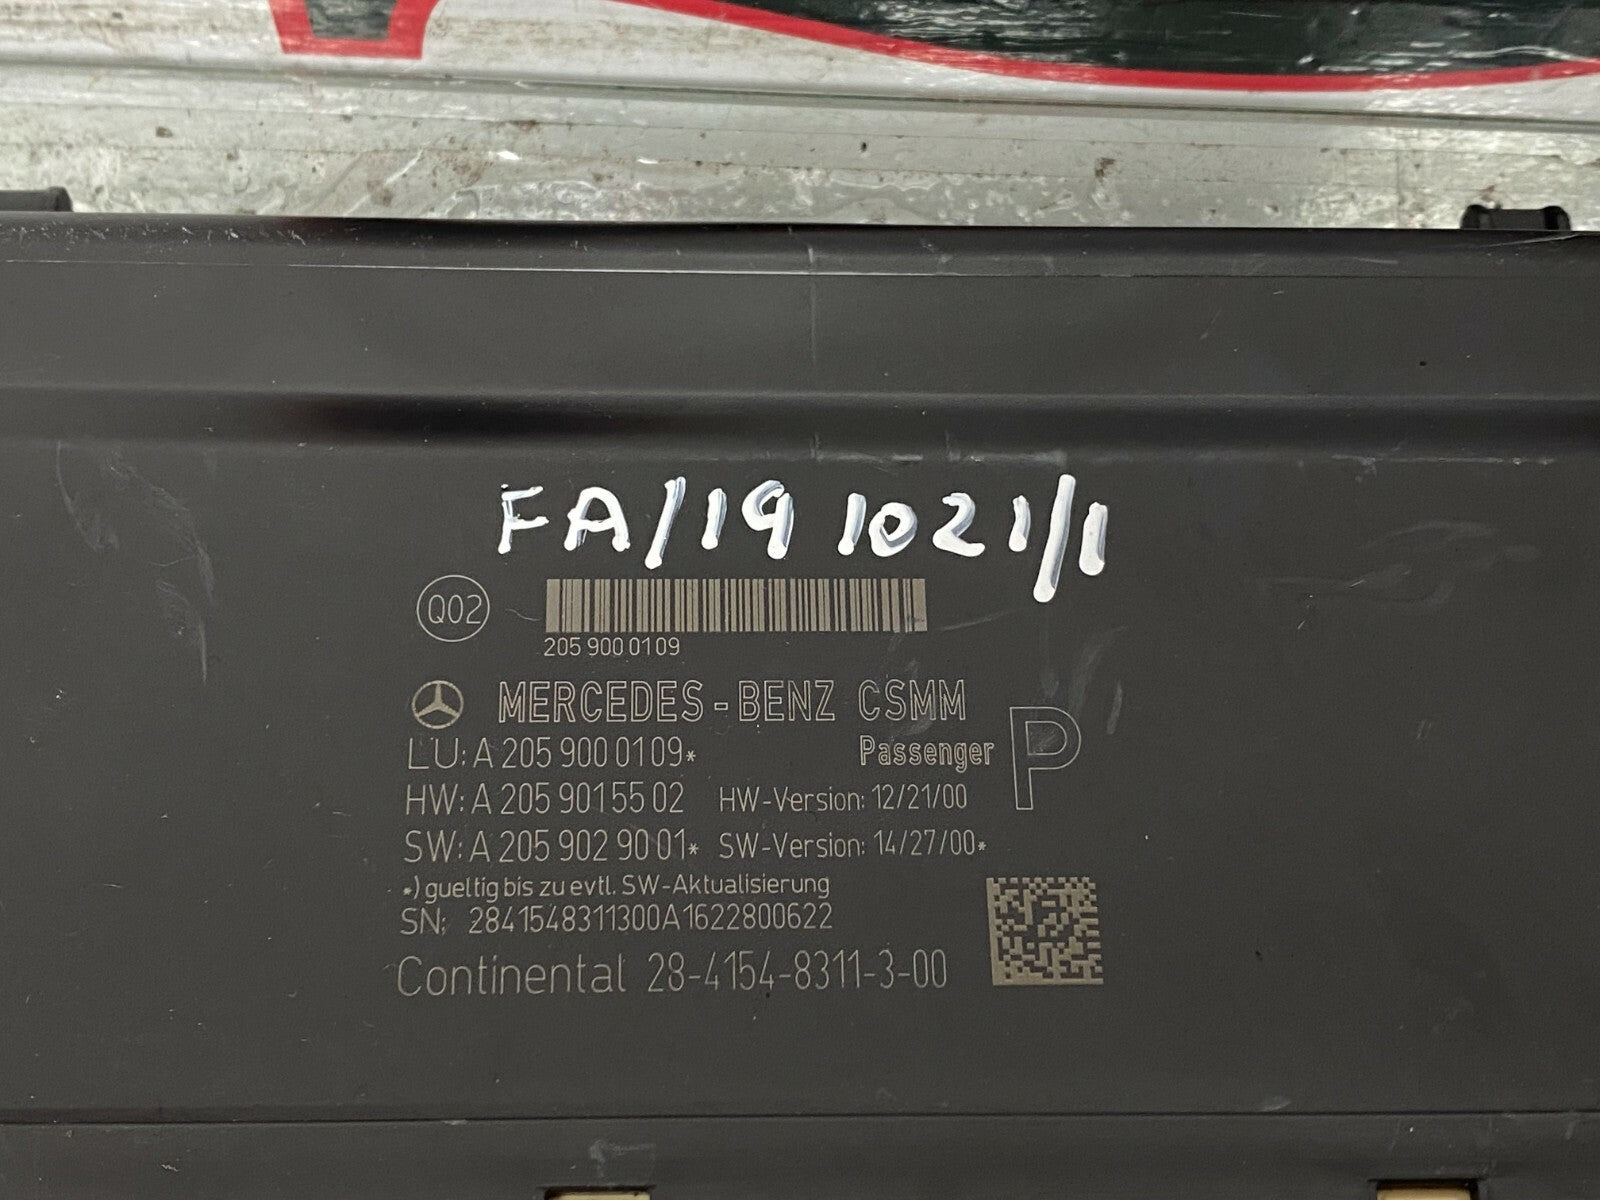 FA/19 1021/1
Q02
205 900 01 09
MERCEDES-BENZ CSMM
LU: A 205 900 01 09* Passenger P
HW: A 205 901 55 02 HW-Version: 12/21/00
SW: A 205 902 90 01* SW-Version: 14/27/00*
*) gueltig bis zu evtl. SW-Aktualisierung
SN: 2841548311300A1622800622
Continental 28-4154-8311-3-00